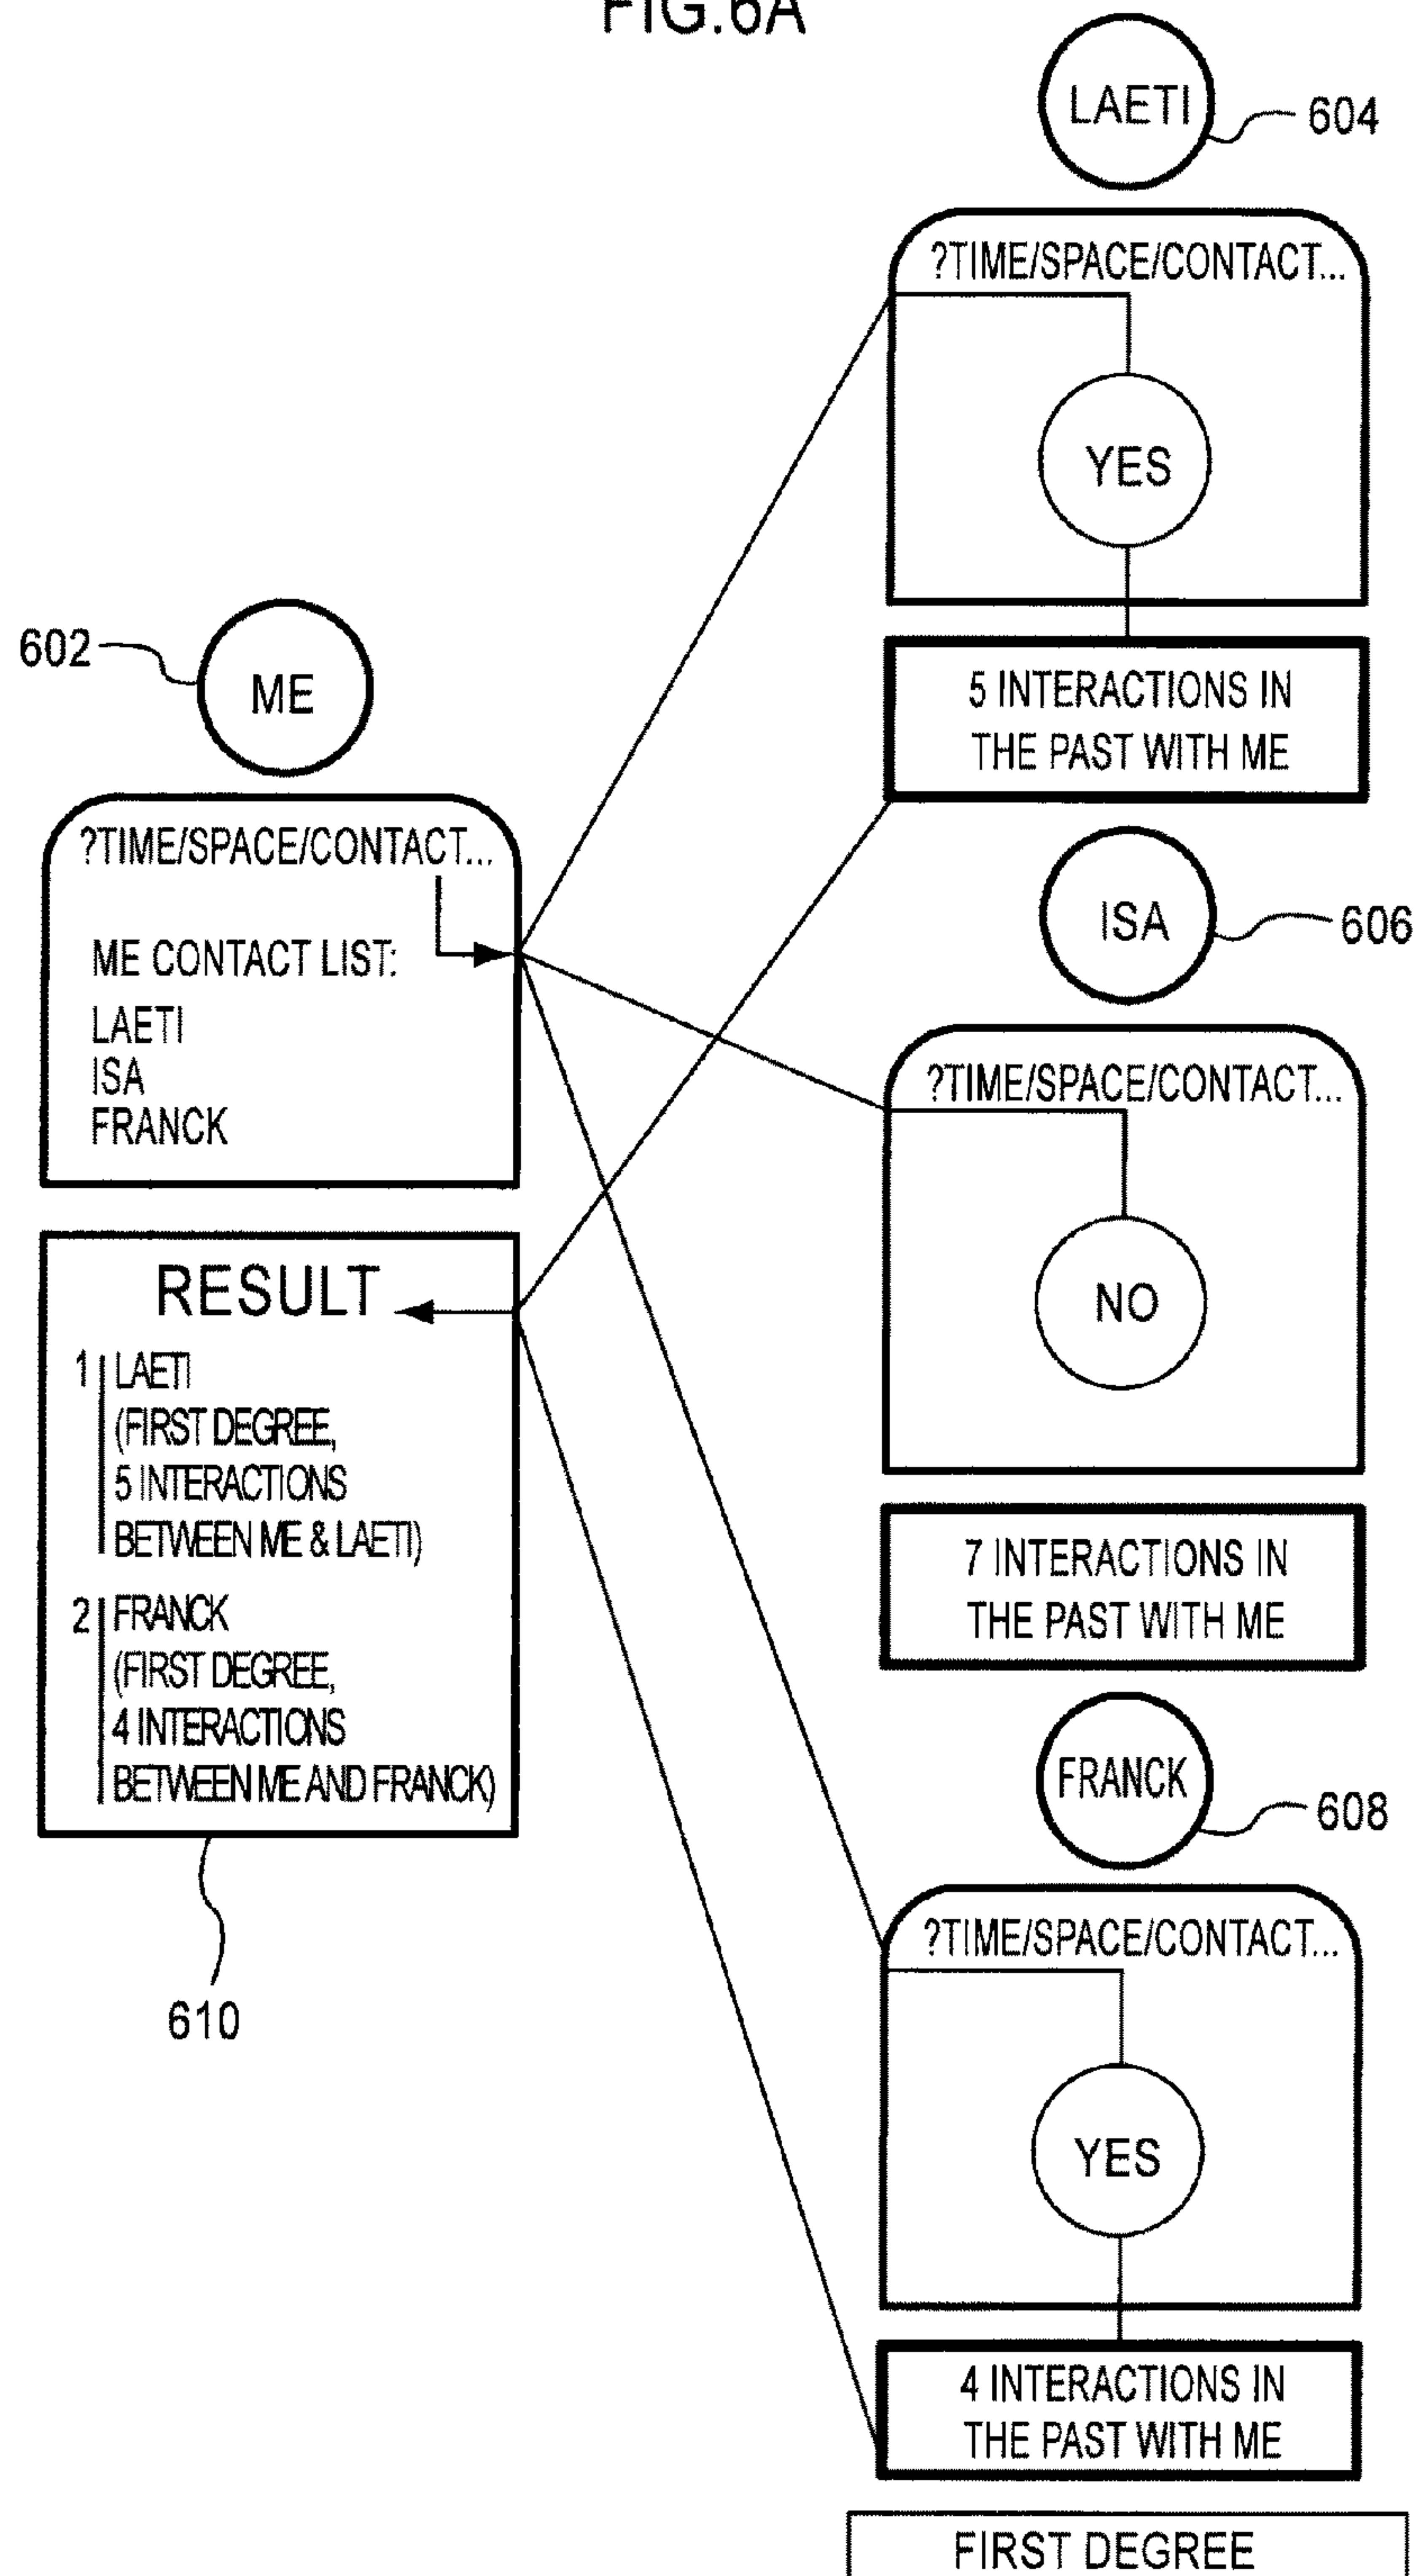 FIG.6A
LAETI
604
?TIME/SPACE/CONTACT...
YES
5 INTERACTIONS IN
THE PAST WITH ME
602
ME
?TIME/SPACE/CONTACT...
ME CONTACT LIST:
LAETI
ISA
FRANCK
RESULT
1 LAETI
(FIRST DEGREE,
5 INTERACTIONS
BETWEEN ME & LAETI)
2 FRANCK
(FIRST DEGREE,
4 INTERACTIONS
BETWEEN ME AND FRANCK)
610
ISA
606
?TIME/SPACE/CONTACT...
NO
7 INTERACTIONS IN
THE PAST WITH ME
FRANCK
608
?TIME/SPACE/CONTACT...
YES
4 INTERACTIONS IN
THE PAST WITH ME
FIRST DEGREE